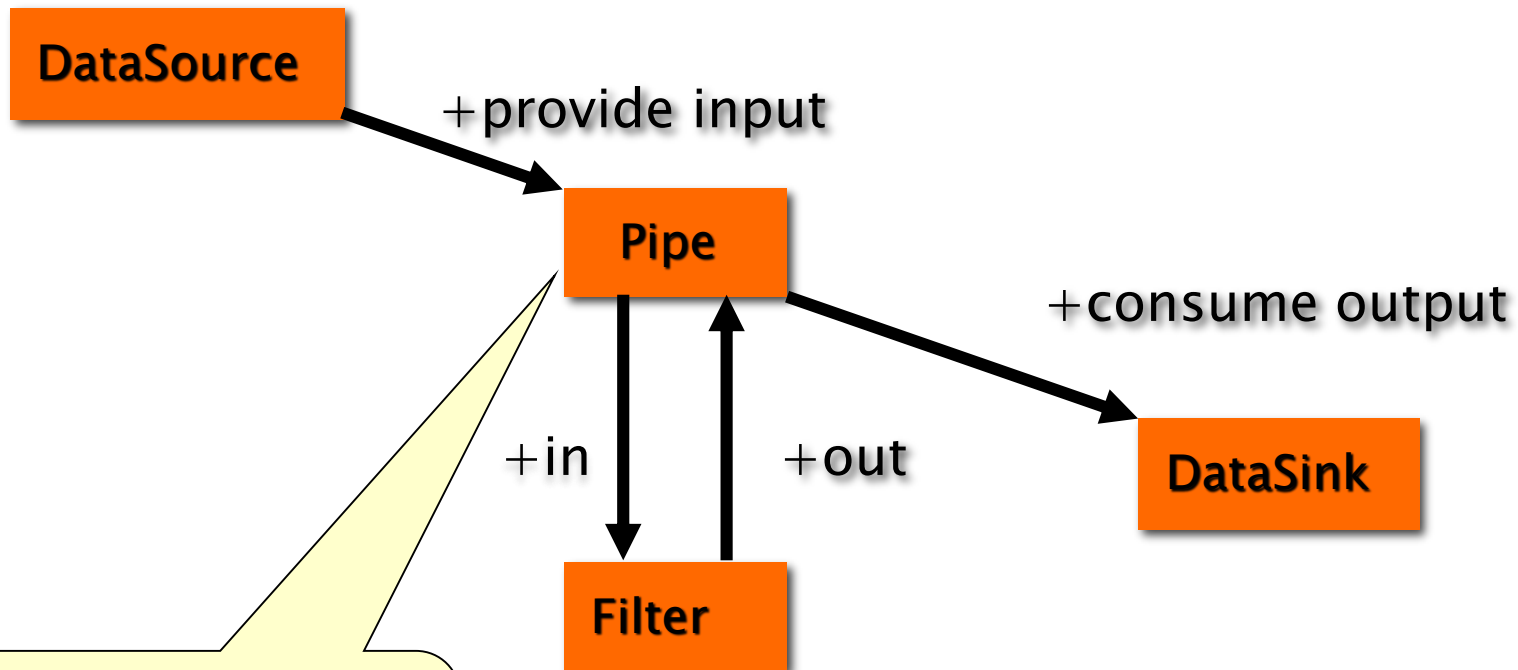 DataSource
+provide input
Pipe
+consume output
+in
+out
DataSink
Filter